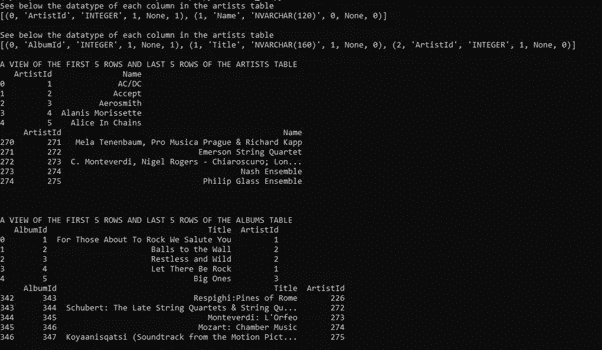 See below the datatype of each column in the artists table
[(0, 'ArtistId', 'INTEGER', 1, None, 1), (1, 'Name', 'NVARCHAR(120)', 0, None, 0)]
See below the datatype of each column in the artists table
[(0, 'AlbumId', 'INTEGER', 1, None, 1), (1, 'Title', 'NVARCHAR(160)', 1, None, 0), (2, 'ArtistId', 'INTEGER', 1, None, 0)]
A VIEW OF THE FIRST 5 ROWS AND LAST 5 ROWS OF THE ARTISTS TABLE
ArtistId Name
0 1 AC/DC
1 2 Accept
2 3 Aerosmith
3 4 Alanis Morissette
4 5 Alice In Chains
ArtistId Name
270 271 Mela Tenenbaum, Pro Musica Prague & Richard Kapp
271 272 Emerson String Quartet
272 273 C. Monteverdi, Nigel Rogers - Chiaroscuro; Lon...
273 274 Nash Ensemble
274 275 Philip Glass Ensemble
A VIEW OF THE FIRST 5 ROWS AND LAST 5 ROWS OF THE ALBUMS TABLE
AlbumId Title ArtistId
0 1 For Those About To Rock We Salute You 1
1 2 Balls to the Wall 2
2 3 Restless and Wild 2
3 4 Let There Be Rock 1
4 5 Big Ones 3
AlbumId Title ArtistId
342 343 Respighi:Pines of Rome 226
343 344 Schubert: The Late String Quartets & String Qu... 272
344 345 Monteverdi: L'Orfeo 273
345 346 Mozart: Chamber Music 274
346 347 Koyaanisqatsi (Soundtrack from the Motion Pict... 275